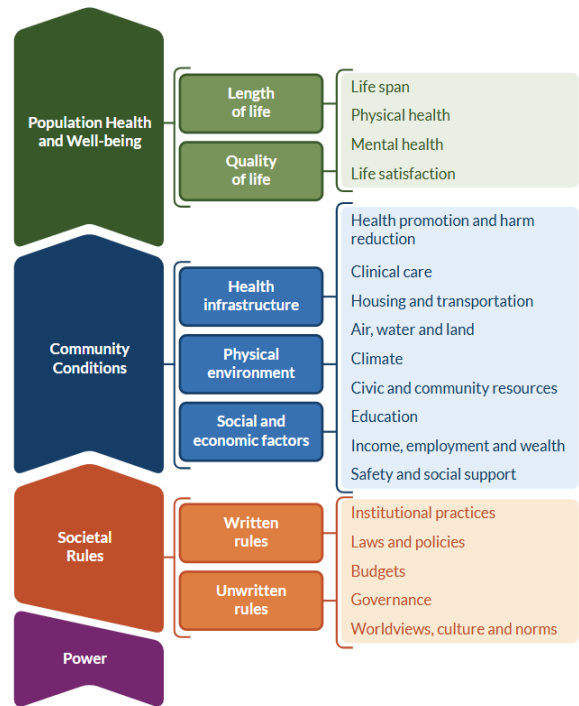 Population Health
and Well-being
Length
of life
Quality
of life
Life span
Physical health
Mental health
Life satisfaction
Community
Conditions
Health
infrastructure
Physical
environment
Social and
economic factors
Health promotion and harm
reduction
Clinical care
Housing and transportation
Air, water and land
Climate
Civic and community resources
Education
Income, employment and wealth
Safety and social support
Societal
Rules
Written
rules
Unwritten
rules
Institutional practices
Laws and policies
Budgets
Governance
Worldviews, culture and norms
Power